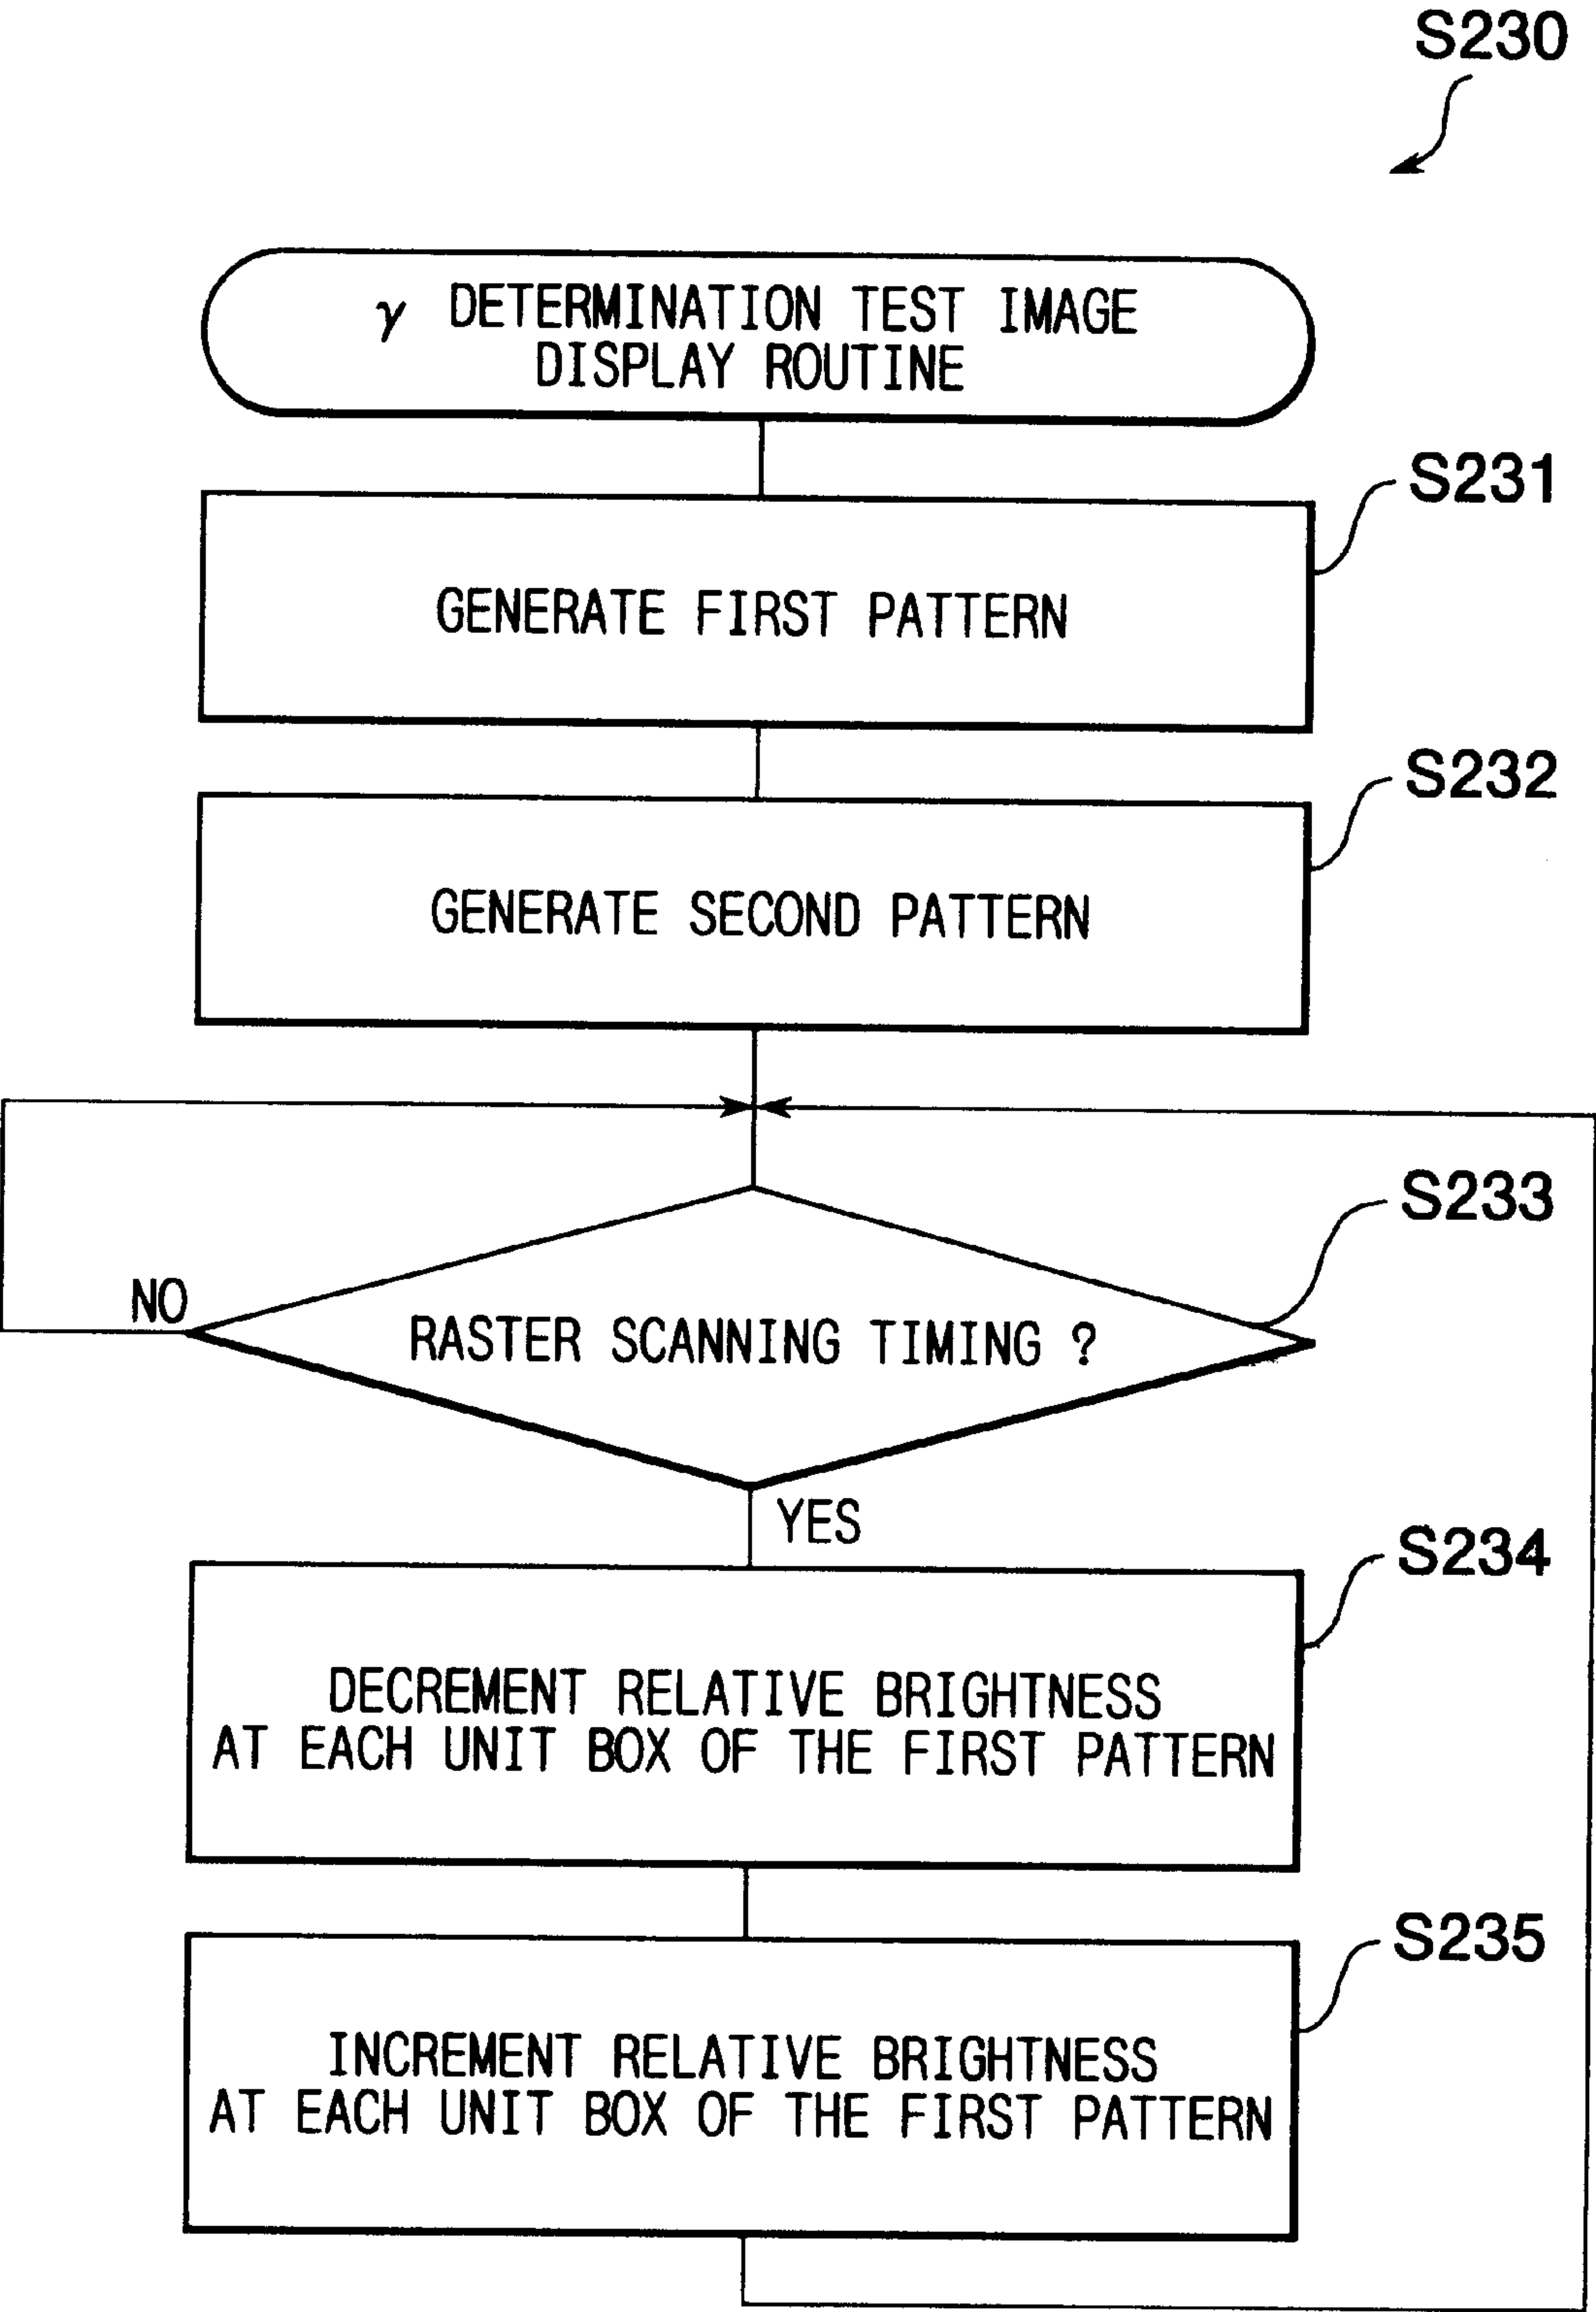 S230
γ DETERMINATION TEST IMAGE
DISPLAY ROUTINE
S231
GENERATE FIRST PATTERN
S232
GENERATE SECOND PATTERN
S233
NO
RASTER SCANNING TIMING ?
YES
S234
DECREMENT RELATIVE BRIGHTNESS
AT EACH UNIT BOX OF THE FIRST PATTERN
S235
INCREMENT RELATIVE BRIGHTNESS
AT EACH UNIT BOX OF THE FIRST PATTERN